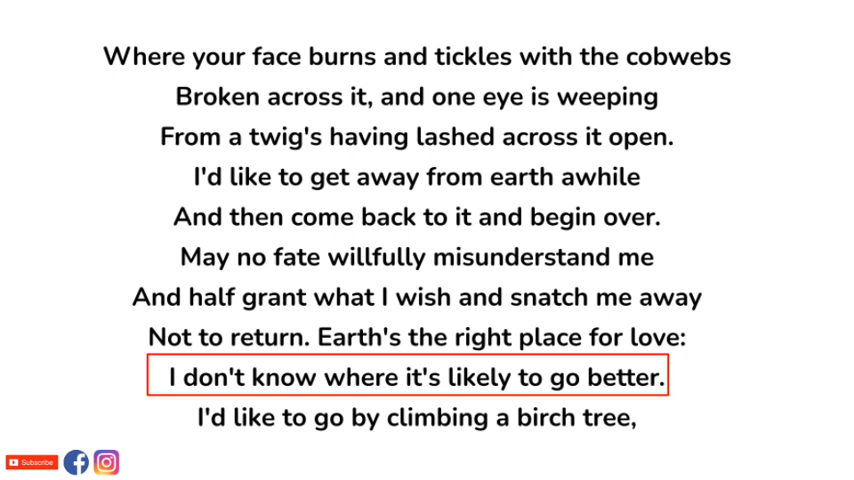 Where your face burns and tickles with the cobwebs
Broken across it, and one eye is weeping
From a twig's having lashed across it open.
I'd like to get away from earth awhile
And then come back to it and begin over.
May no fate willfully misunderstand me
And half grant what I wish and snatch me away
Not to return. Earth's the right place for love:
I don't know where it's likely to go better.
I'd like to go by climbing a birch tree,
Subscribe